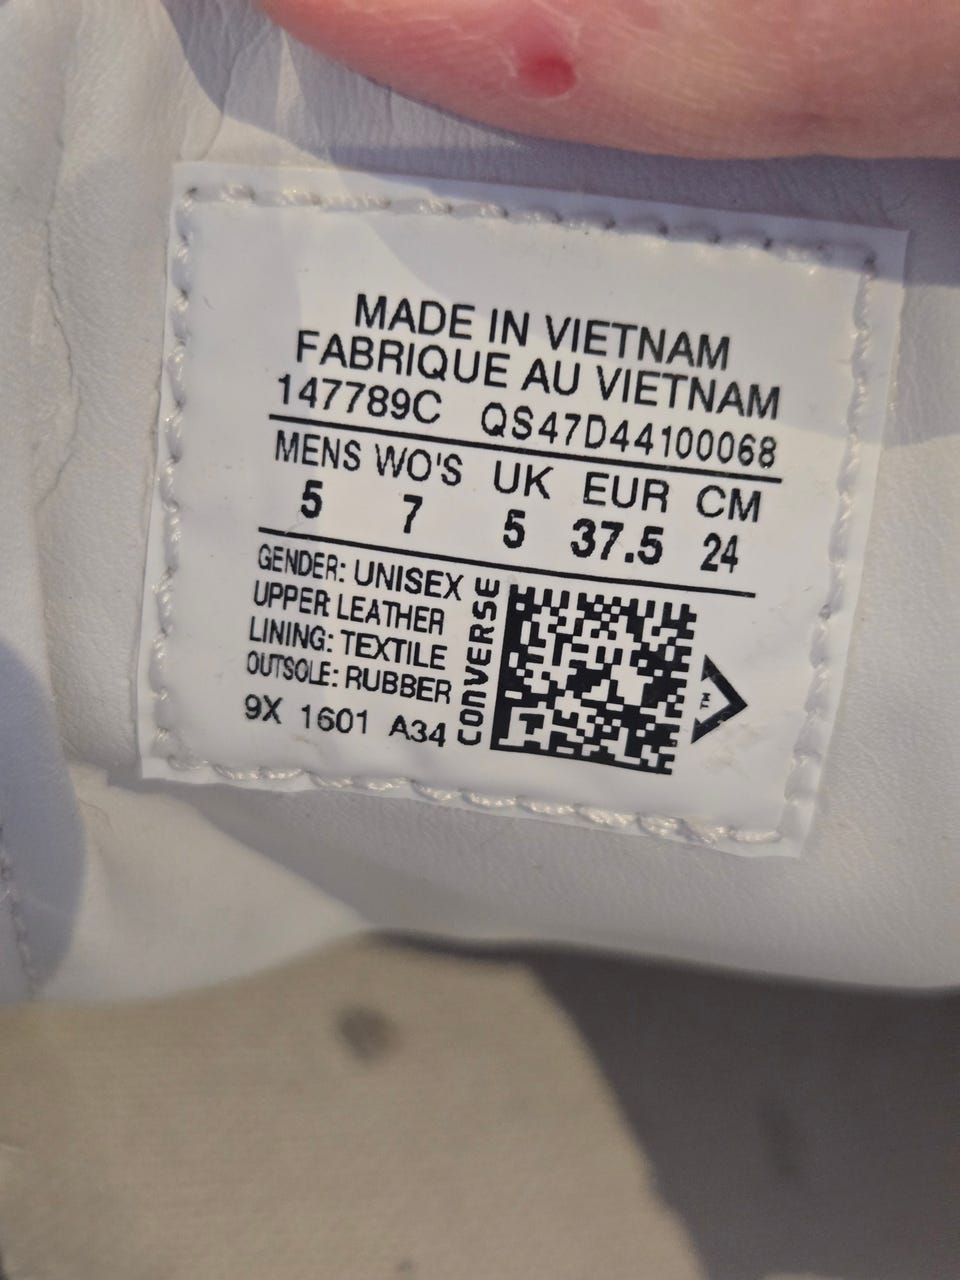 MADE IN VIETNAM
FABRIQUE AU VIETNAM
147789C QS47D44100068
MENS WO'S UK EUR CM
5 7 5 37.5 24
GENDER: UNISEX
UPPER: LEATHER
LINING: TEXTILE
OUTSOLE: RUBBER
9X 1601 A34
CONVERSE